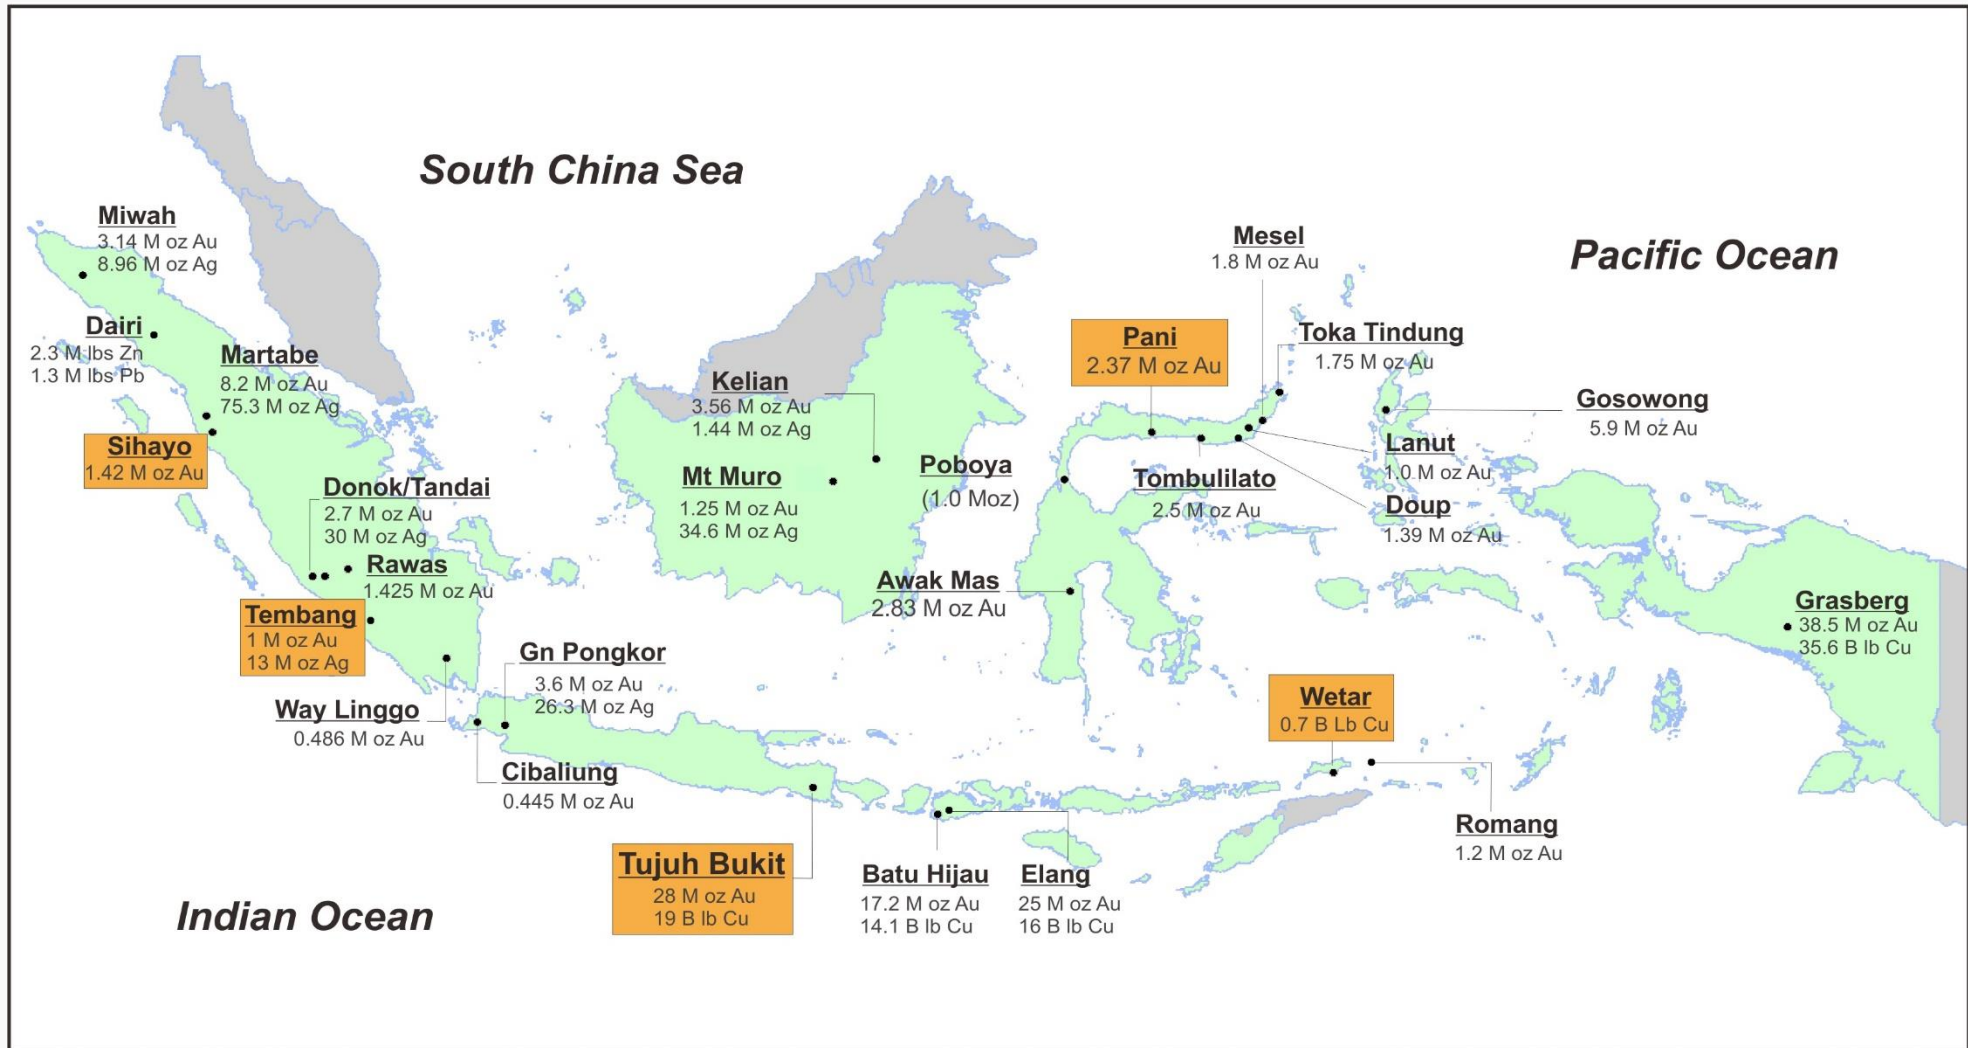 South China Sea
Pacific Ocean
Indian Ocean
Miwah
3.14 M oz Au
8.96 M oz Ag
Dairi
2.3 M lbs Zn
1.3 M lbs Pb
Martabe
8.2 M oz Au
75.3 M oz Ag
Sihayo
1.42 M oz Au
Donok/Tandai
2.7 M oz Au
30 M oz Ag
Rawas
1.425 M oz Au
Tembang
1 M oz Au
13 M oz Ag
Way Linggo
0.486 M oz Au
Gn Pongkor
3.6 M oz Au
26.3 M oz Ag
Cibaliung
0.445 M oz Au
Kelian
3.56 M oz Au
1.44 M oz Ag
Mt Muro
1.25 M oz Au
34.6 M oz Ag
Poboya
(1.0 Moz)
Awak Mas
2.83 M oz Au
Pani
2.37 M oz Au
Mesel
1.8 M oz Au
Toka Tindung
1.75 M oz Au
Gosowong
5.9 M oz Au
Lanut
1.0 M oz Au
Tombulilato
2.5 M oz Au
Doup
1.39 M oz Au
Grasberg
38.5 M oz Au
35.6 B lb Cu
Wetar
0.7 B Lb Cu
Romang
1.2 M oz Au
Tujuh Bukit
28 M oz Au
19 B lb Cu
Batu Hijau
17.2 M oz Au
14.1 B lb Cu
Elang
25 M oz Au
16 B lb Cu